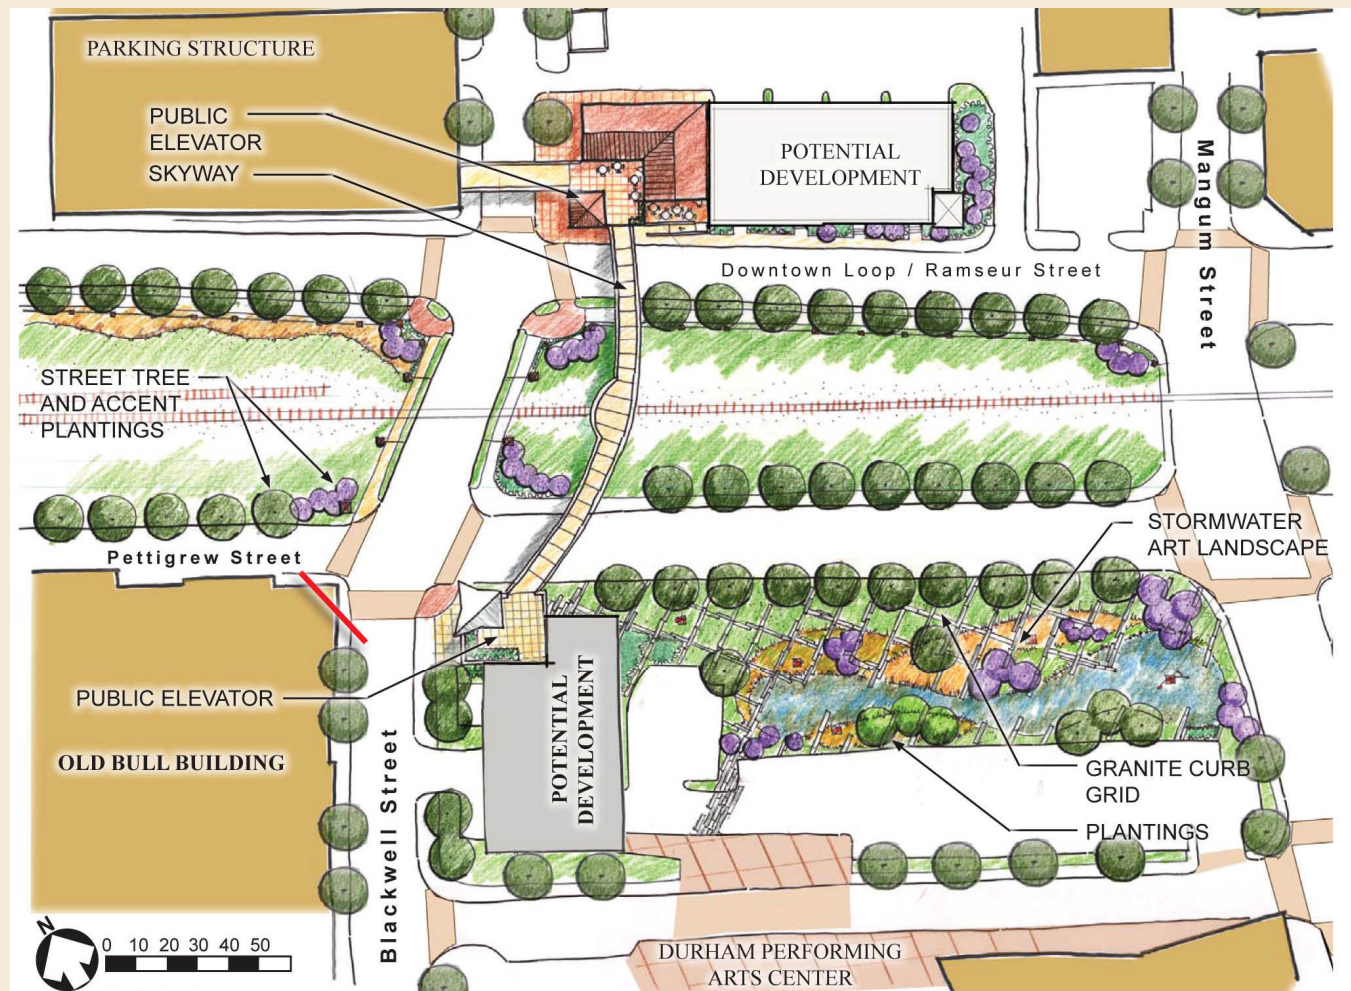 PARKING STRUCTURE
PUBLIC
ELEVATOR
SKYWAY
POTENTIAL
DEVELOPMENT
Mangum Street
Downtown Loop / Ramseur Street
STREET TREE
AND ACCENT
PLANTINGS
STORMWATER
ART LANDSCAPE
Pettigrew Street
PUBLIC ELEVATOR
OLD BULL BUILDING
Blackwell Street
POTENTIAL
DEVELOPMENT
GRANITE CURB
GRID
PLANTINGS
N
0 10 20 30 40 50
DURHAM PERFORMING
ARTS CENTER